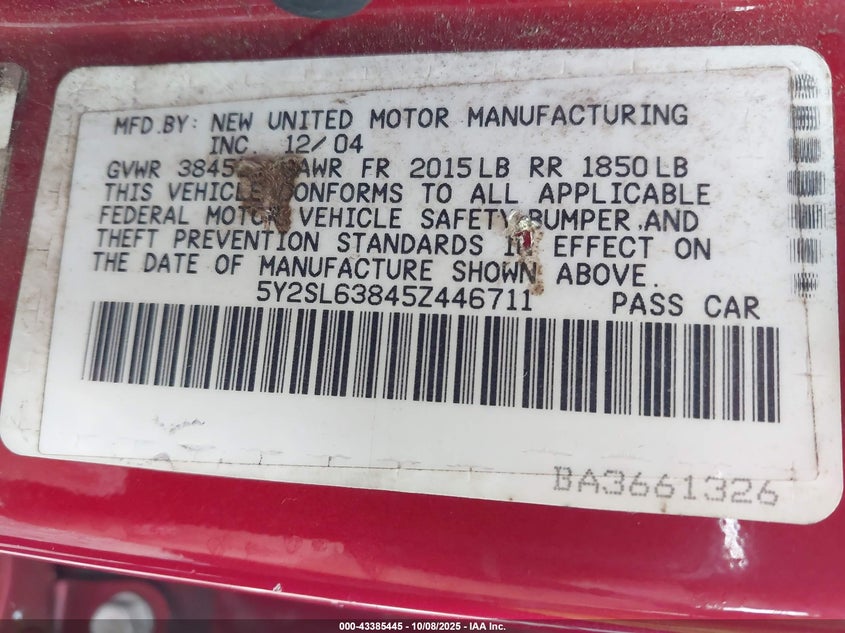 MFD.BY: NEW UNITED MOTOR MANUFACTURING
INC. 12/04
GVWR 3845 AWR FR 2015LB RR 1850LB
THIS VEHICLE CONFORMS TO ALL APPLICABLE
FEDERAL MOTOR VEHICLE SAFETY BUMPER,AND
THEFT PREVENTION STANDARDS IN EFFECT ON
THE DATE OF MANUFACTURE SHOWN ABOVE.
5Y2SL63845Z446711 PASS CAR
BA3661326
000-43385445 - 10/08/2025 - IAA Inc.